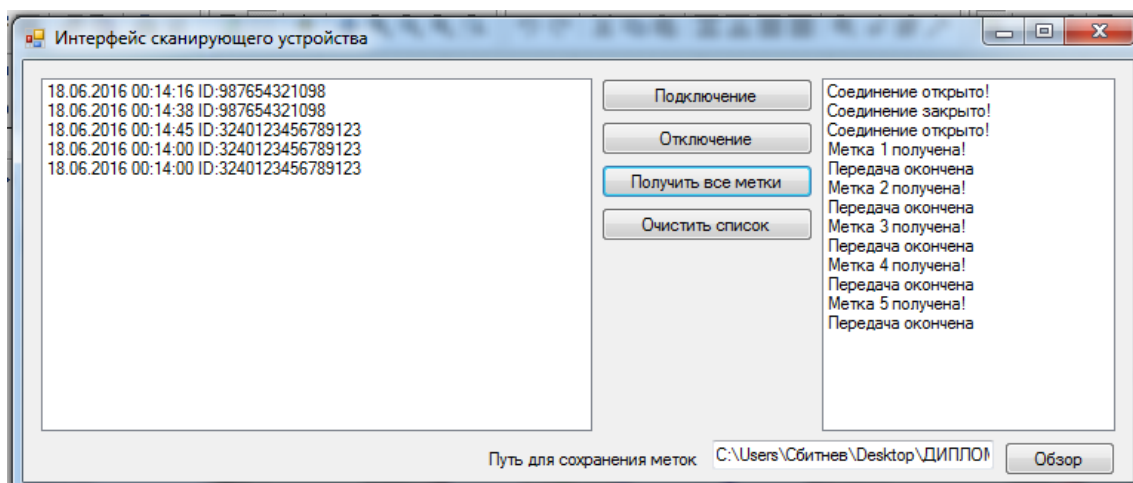 Интерфейс сканирующего устройства
18.06.2016 00:14:16 ID:987654321098
18.06.2016 00:14:38 ID:987654321098
18.06.2016 00:14:45 ID:3240123456789123
18.06.2016 00:14:00 ID:3240123456789123
18.06.2016 00:14:00 ID:3240123456789123
Подключение
Отключение
Получить все метки
Очистить список
Соединение открыто!
Соединение закрыто!
Соединение открыто!
Метка 1 получена!
Передача окончена
Метка 2 получена!
Передача окончена
Метка 3 получена!
Передача окончена
Метка 4 получена!
Передача окончена
Метка 5 получена!
Передача окончена
Путь для сохранения меток
C:\Users\Сбитнев\Desktop\ДИПЛОМ
Обзор